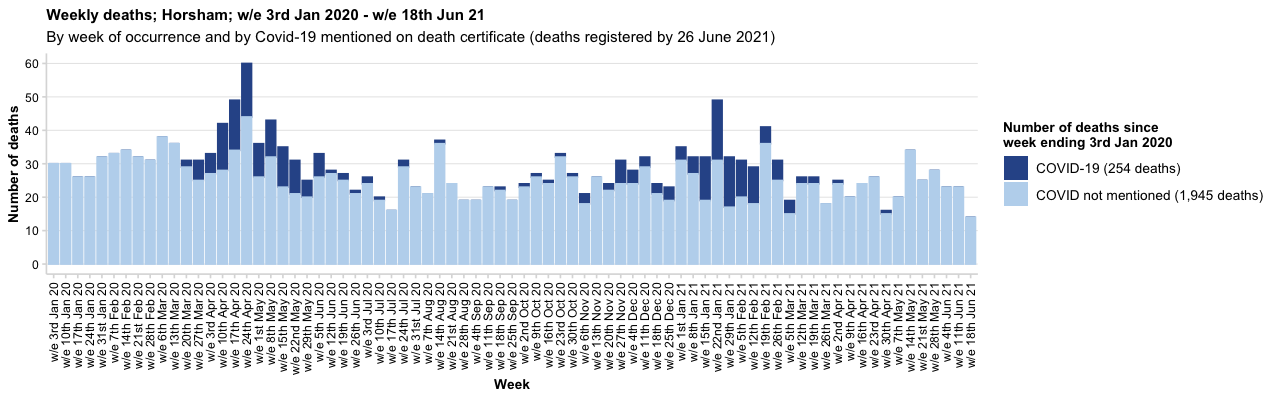 Weekly deaths; Horsham; w/e 3rd Jan 2020 - w/e 18th Jun 21
By week of occurrence and by Covid-19 mentioned on death certificate (deaths registered by 26 June 2021)
Number of deaths
60
50
40
30
20
10
0
w/e 3rd Jan 20
w/e 10th Jan 20
w/e 17th Jan 20
w/e 24th Jan 20
w/e 31st Jan 20
w/e 7th Feb 20
w/e 14th Feb 20
w/e 21st Feb 20
w/e 28th Feb 20
w/e 6th Mar 20
w/e 13th Mar 20
w/e 20th Mar 20
w/e 27th Mar 20
w/e 3rd Apr 20
w/e 10th Apr 20
w/e 17th Apr 20
w/e 24th Apr 20
w/e 1st May 20
w/e 8th May 20
w/e 15th May 20
w/e 22nd May 20
w/e 29th May 20
w/e 5th Jun 20
w/e 12th Jun 20
w/e 19th Jun 20
w/e 26th Jun 20
w/e 3rd Jul 20
w/e 10th Jul 20
w/e 17th Jul 20
w/e 24th Jul 20
w/e 31st Jul 20
w/e 7th Aug 20
w/e 14th Aug 20
w/e 21st Aug 20
w/e 28th Aug 20
w/e 4th Sep 20
w/e 11th Sep 20
w/e 18th Sep 20
w/e 25th Sep 20
w/e 2nd Oct 20
w/e 9th Oct 20
w/e 16th Oct 20
w/e 23rd Oct 20
w/e 30th Oct 20
w/e 6th Nov 20
w/e 13th Nov 20
w/e 20th Nov 20
w/e 27th Nov 20
w/e 4th Dec 20
w/e 11th Dec 20
w/e 18th Dec 20
w/e 25th Dec 20
w/e 1st Jan 21
w/e 8th Jan 21
w/e 15th Jan 21
w/e 22nd Jan 21
w/e 29th Jan 21
w/e 5th Feb 21
w/e 12th Feb 21
w/e 19th Feb 21
w/e 26th Feb 21
w/e 5th Mar 21
w/e 12th Mar 21
w/e 19th Mar 21
w/e 26th Mar 21
w/e 2nd Apr 21
w/e 9th Apr 21
w/e 16th Apr 21
w/e 23rd Apr 21
w/e 30th Apr 21
w/e 7th May 21
w/e 14th May 21
w/e 21st May 21
w/e 28th May 21
w/e 4th Jun 21
w/e 11th Jun 21
w/e 18th Jun 21
Week
Number of deaths since
week ending 3rd Jan 2020
COVID-19 (254 deaths)
COVID not mentioned (1,945 deaths)